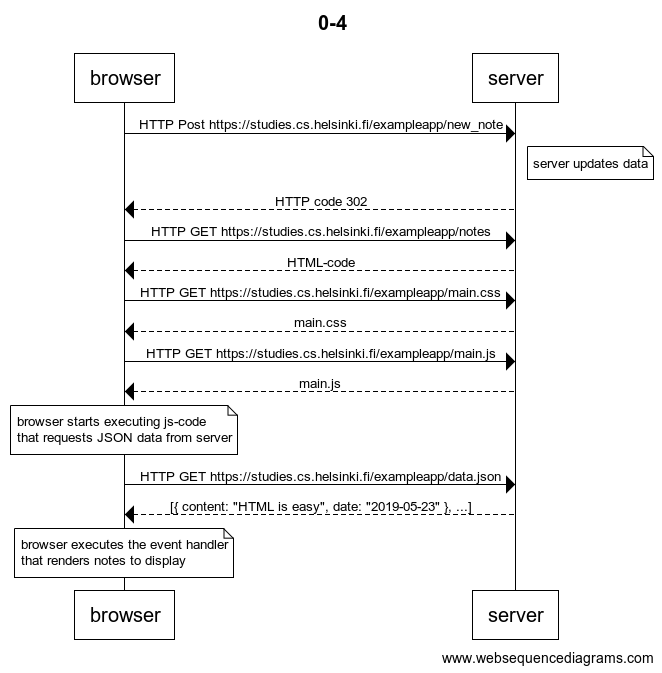 0-4
browser
server
HTTP Post https://studies.cs.helsinki.fi/exampleapp/new_note
server updates data
HTTP code 302
HTTP GET https://studies.cs.helsinki.fi/exampleapp/notes
HTML-code
HTTP GET https://studies.cs.helsinki.fi/exampleapp/main.css
main.css
HTTP GET https://studies.cs.helsinki.fi/exampleapp/main.js
main.js
browser starts executing js-code
that requests JSON data from server
HTTP GET https://studies.cs.helsinki.fi/exampleapp/data.json
[{ content: "HTML is easy", date: "2019-05-23" }, ...]
browser executes the event handler
that renders notes to display
browser
server
www.websequencediagrams.com